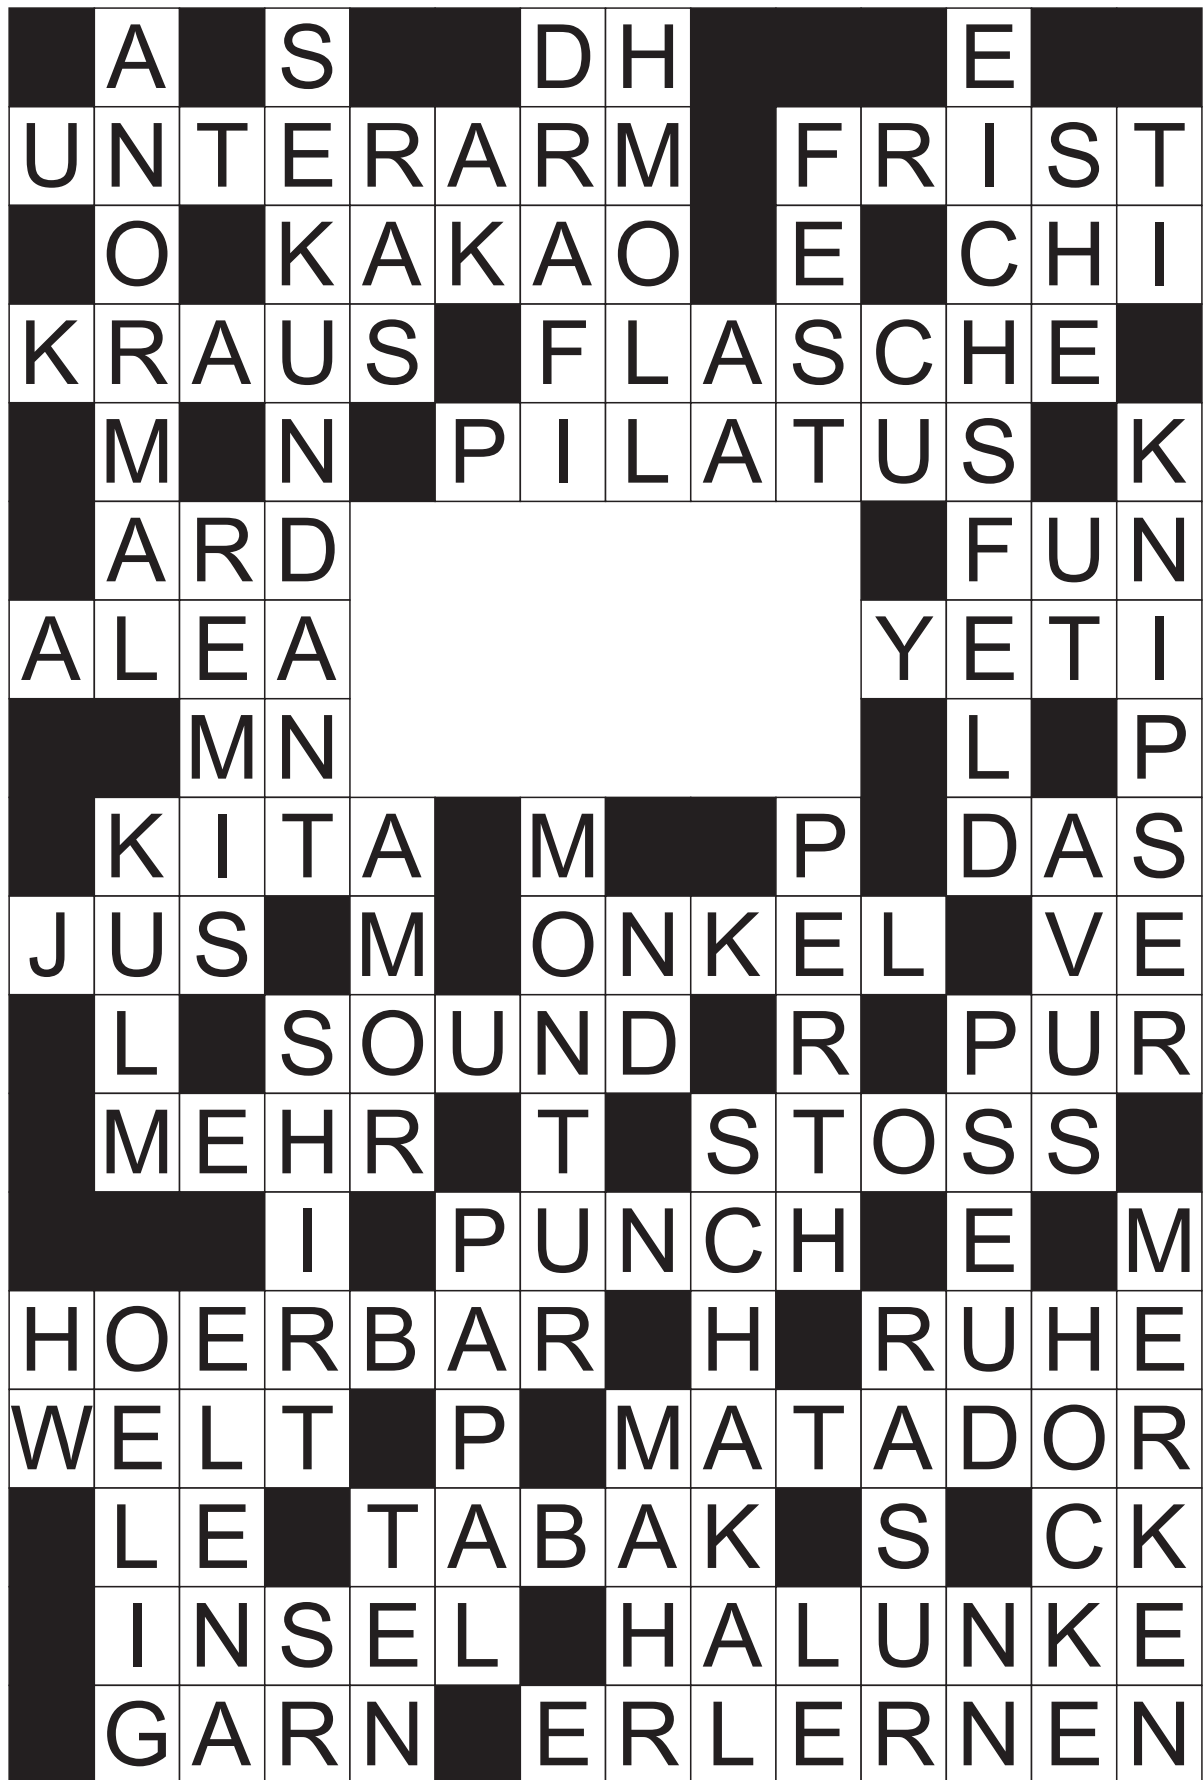 A S DH E
UNTERARM FRIST
O KAKAO E CHI
KRAUS FLASCHE
M N PILATUS K
ARD FUN
ALEA YETI
MN L P
KITA M P DAS
JUS M ONKEL VE
L SOUND R PUR
MEHR T STOSS
I PUNCH E M
HOERBAR H RUHE
WELT P MATADOR
LE TABAK S CK
INSEL HALUNKE
GARN ERLERNEN